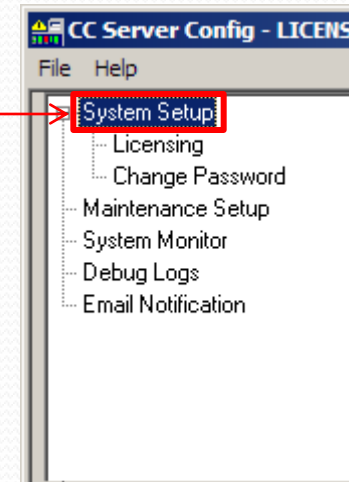 CC Server Config - LICENS
File Help
System Setup
Licensing
Change Password
Maintenance Setup
System Monitor
Debug Logs
Email Notification